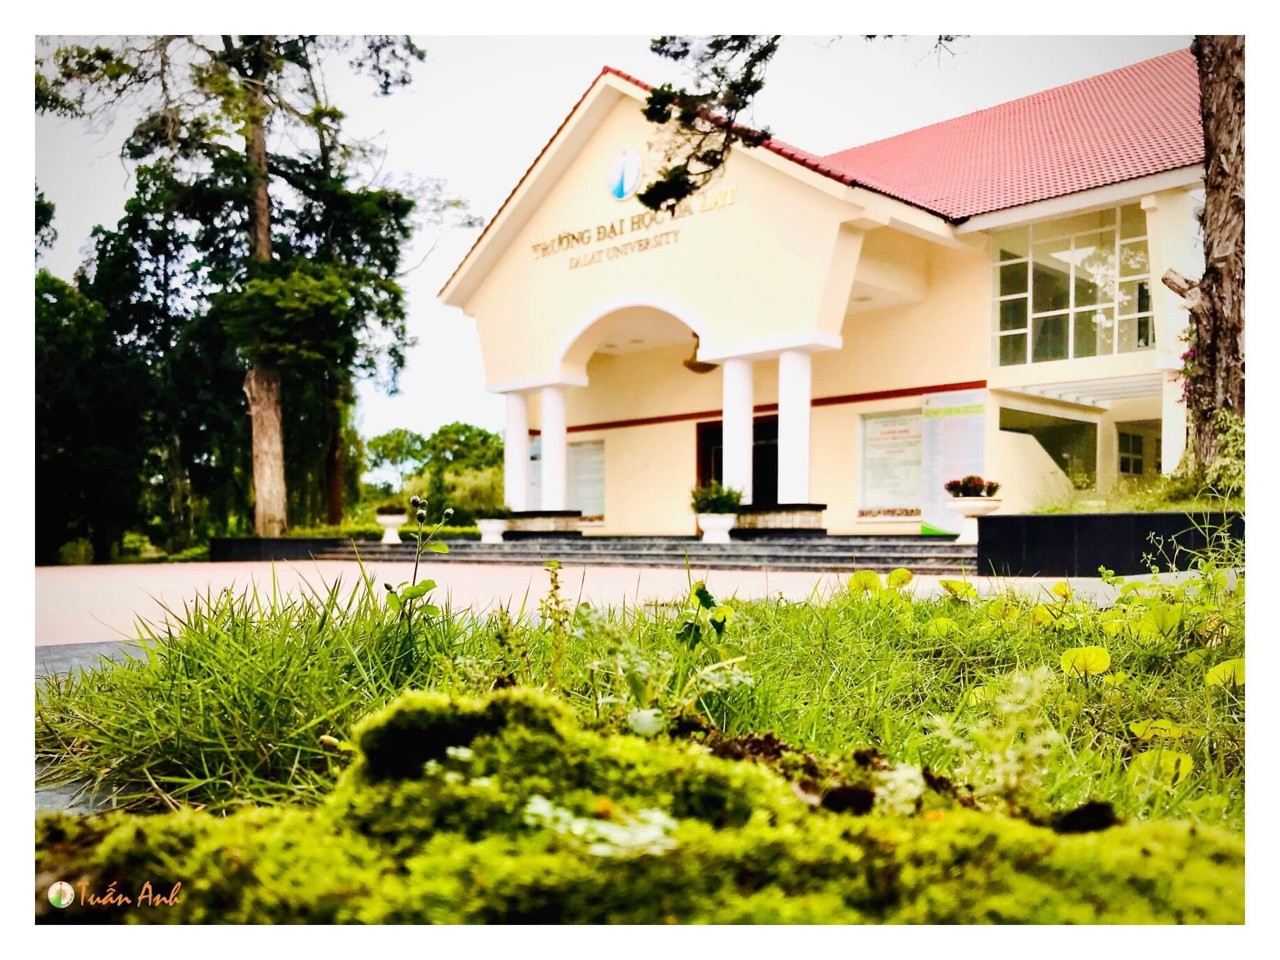 TRƯỜNG ĐẠI HỌC ĐÀ LẠT
DALAT UNIVERSITY
Tuấn Anh